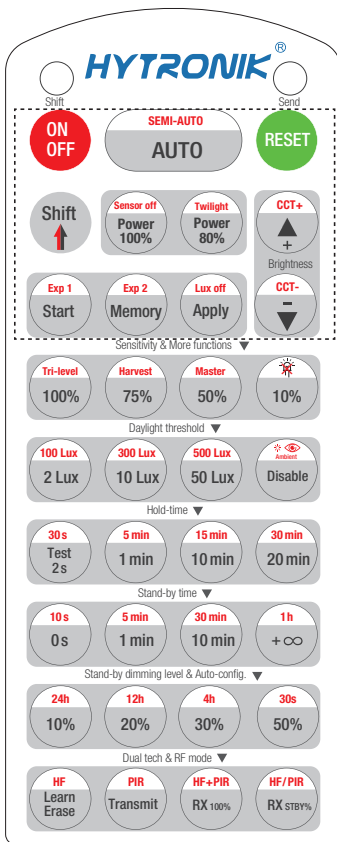 HYTRONIK®
Shift Send
ON
OFF
SEMI-AUTO
AUTO
RESET
Shift
Sensor off
Power
100%
Twilight
Power
80%
CCT+
+
Brightness
CCT-
-
Exp 1
Start
Exp 2
Memory
Lux off
Apply
Sensitivity & More functions ▼
Tri-level Harvest Master
100% 75% 50% 10%
Daylight threshold ▼
100 Lux 300 Lux 500 Lux Ambient
2 Lux 10 Lux 50 Lux Disable
Hold-time ▼
30 s 5 min 15 min 30 min
Test
2 s
1 min 10 min 20 min
Stand-by time ▼
10 s 5 min 30 min 1 h
0 s 1 min 10 min +∞
Stand-by dimming level & Auto-config. ▼
24h 12h 4h 30s
10% 20% 30% 50%
Dual tech & RF mode ▼
HF PIR HF+PIR HF/PIR
Learn
Erase
Transmit RX 100% RX STBY%